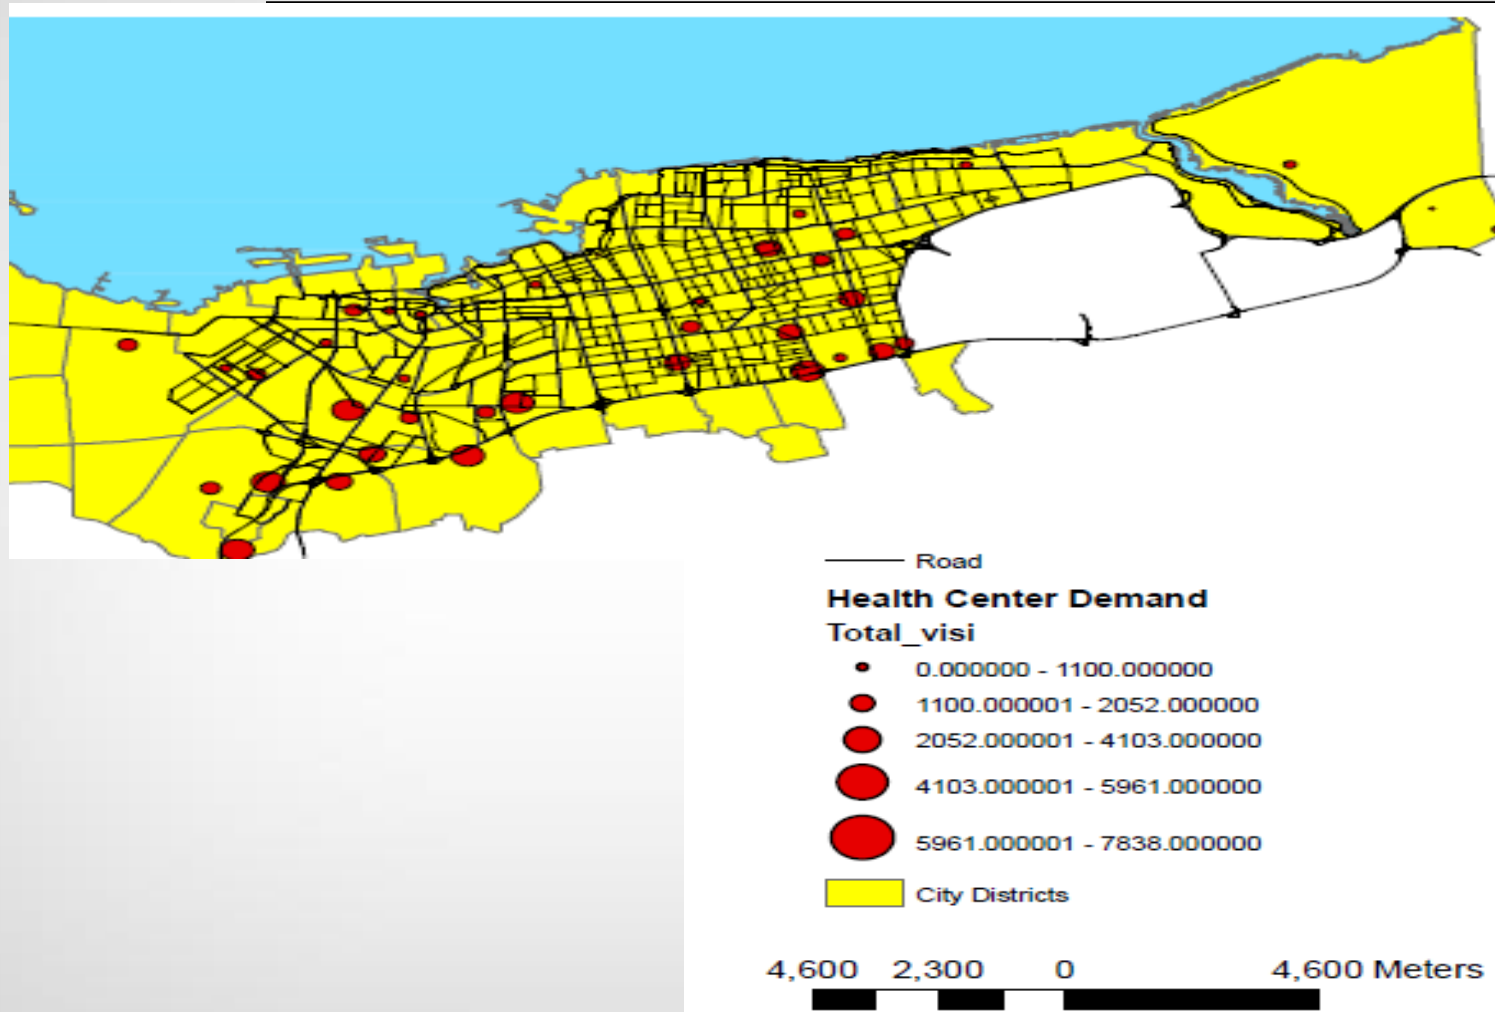 Road
Health Center Demand
Total_visi
0.000000 - 1100.000000
1100.000001 - 2052.000000
2052.000001 - 4103.000000
4103.000001 - 5961.000000
5961.000001 - 7838.000000
City Districts
4,600 2,300 0 4,600 Meters